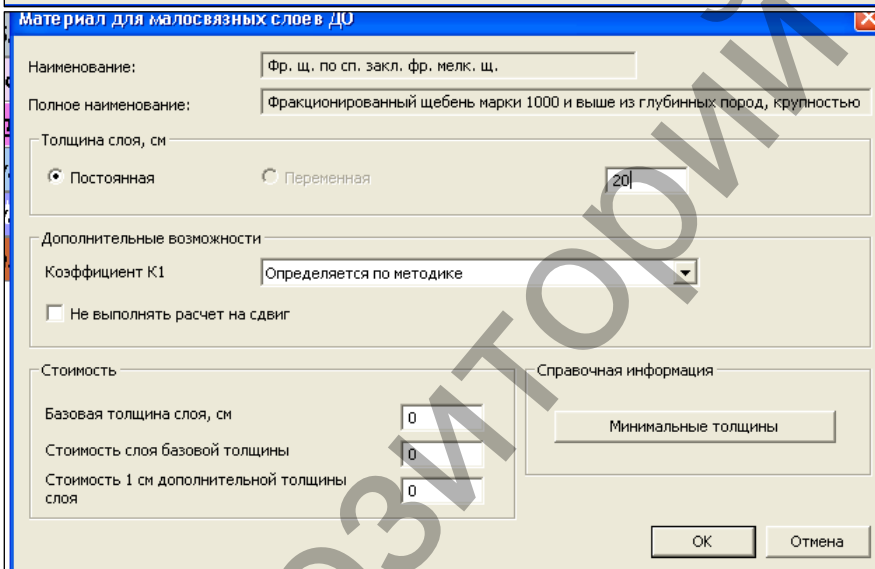 Материал для малосвязных слоев ДО
Наименование: Фр. щ. по сп. закл. фр. мелк. щ.
Полное наименование: Фракционированный щебень марки 1000 и выше из глубинных пород, крупностью
Толщина слоя, см
Постоянная Переменная 20
Дополнительные возможности
Коэффициент К1 Определяется по методике
Не выполнять расчет на сдвиг
Стоимость Справочная информация
Базовая толщина слоя, см 0
Минимальные толщины
Стоимость слоя базовой толщины 0
Стоимость 1 см дополнительной толщины
слоя 0
OK Отмена